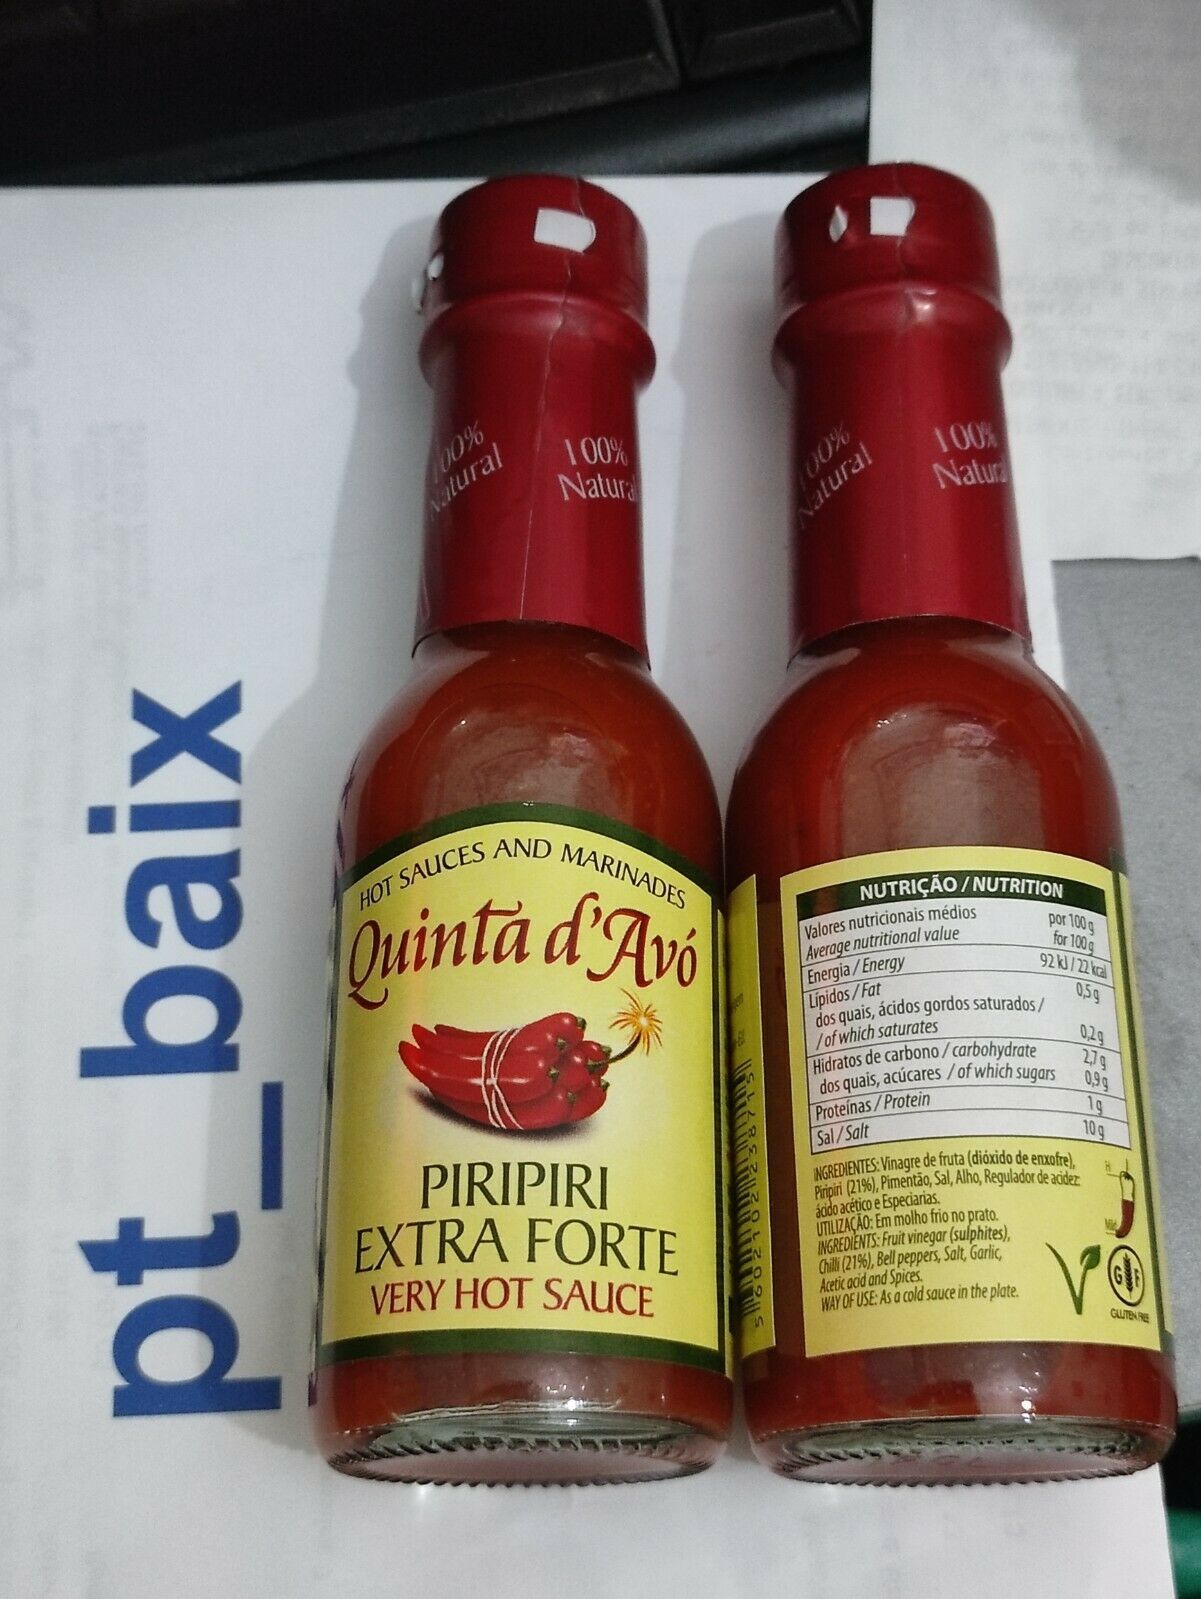 pt_baix
100%
Natural
100%
Natural
HOT SAUCES AND MARINADES
Quinta d'Avó
PIRIPIRI
EXTRA FORTE
VERY HOT SAUCE
100%
Natural
100%
Natural
5602102238715
NUTRIÇÃO / NUTRITION
Valores nutricionais médios por 100 g
Average nutritional value for 100 g
Energia / Energy 92 kJ / 22 kcal
Lípidos / Fat 0,5 g
dos quais, ácidos gordos saturados /
/ of which saturates 0,2 g
Hidratos de carbono / carbohydrate 2,7 g
dos quais, açúcares / of which sugars 0,9 g
Proteínas / Protein 1 g
Sal / Salt 10 g
INGREDIENTES: Vinagre de fruta (dióxido de enxofre),
Piripiri (21%), Pimentão, Sal, Alho, Regulador de acidez:
ácido acético e Especiarias.
UTILIZAÇÃO: Em molho frio no prato.
INGREDIENTS: Fruit vinegar (sulphites),
Chilli (21%), Bell peppers, Salt, Garlic,
Acetic acid and Spices.
WAY OF USE: As a cold sauce in the plate.
Mild
G F
GLUTEN FREE